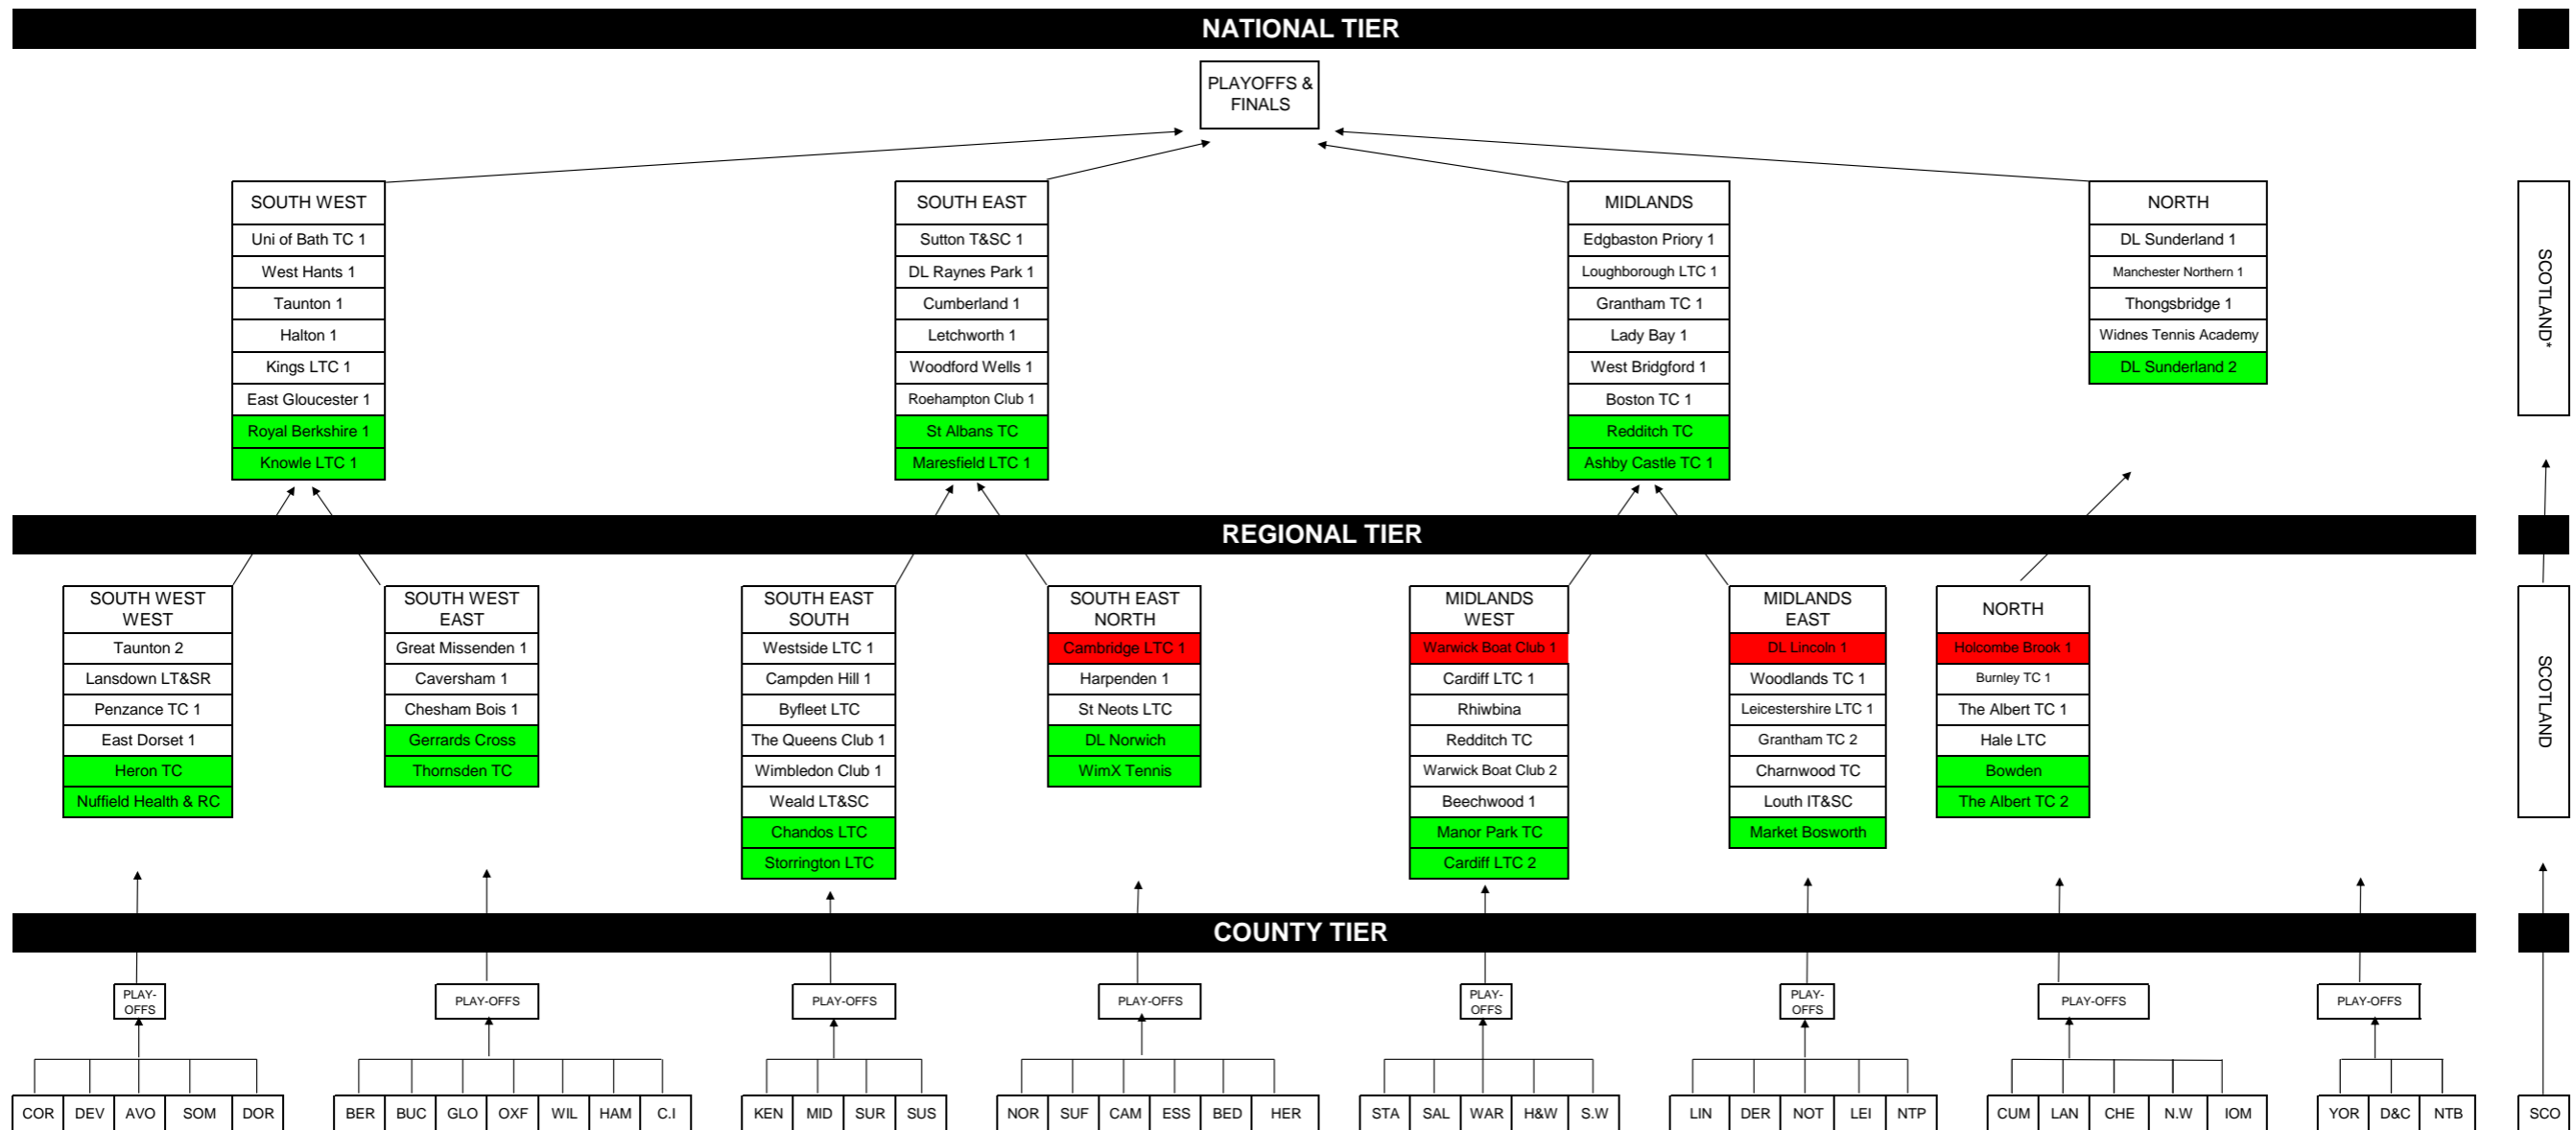 NATIONAL TIER
PLAYOFFS &
FINALS
SOUTH WEST
Uni of Bath TC 1
West Hants 1
Taunton 1
Halton 1
Kings LTC 1
East Gloucester 1
Royal Berkshire 1
Knowle LTC 1
SOUTH EAST
Sutton T&SC 1
DL Raynes Park 1
Cumberland 1
Letchworth 1
Woodford Wells 1
Roehampton Club 1
St Albans TC
Maresfield LTC 1
MIDLANDS
Edgbaston Priory 1
Loughborough LTC 1
Grantham TC 1
Lady Bay 1
West Bridgford 1
Boston TC 1
Redditch TC
Ashby Castle TC 1
NORTH
DL Sunderland 1
Manchester Northern 1
Thongsbridge 1
Widnes Tennis Academy
DL Sunderland 2
SCOTLAND*
REGIONAL TIER
SOUTH WEST
WEST
Taunton 2
Lansdown LT&SR
Penzance TC 1
East Dorset 1
Heron TC
Nuffield Health & RC
SOUTH WEST
EAST
Great Missenden 1
Caversham 1
Chesham Bois 1
Gerrards Cross
Thornsden TC
SOUTH EAST
SOUTH
Westside LTC 1
Campden Hill 1
Byfleet LTC
The Queens Club 1
Wimbledon Club 1
Weald LT&SC
Chandos LTC
Storrington LTC
SOUTH EAST
NORTH
Cambridge LTC 1
Harpenden 1
St Neots LTC
DL Norwich
WimX Tennis
MIDLANDS
WEST
Warwick Boat Club 1
Cardiff LTC 1
Rhiwbina
Redditch TC
Warwick Boat Club 2
Beechwood 1
Manor Park TC
Cardiff LTC 2
MIDLANDS
EAST
DL Lincoln 1
Woodlands TC 1
Leicestershire LTC 1
Grantham TC 2
Charnwood TC
Louth IT&SC
Market Bosworth
NORTH
Holcombe Brook 1
Burnley TC 1
The Albert TC 1
Hale LTC
Bowden
The Albert TC 2
SCOTLAND
COUNTY TIER
PLAY-
OFFS
PLAY-OFFS
PLAY-OFFS
PLAY-OFFS
PLAY-
OFFS
PLAY-
OFFS
PLAY-OFFS
PLAY-OFFS
COR DEV AVO SOM DOR
BER BUC GLO OXF WIL HAM C.I
KEN MID SUR SUS
NOR SUF CAM ESS BED HER
STA SAL WAR H&W S.W
LIN DER NOT LEI NTP
CUM LAN CHE N.W IOM
YOR D&C NTB
SCO